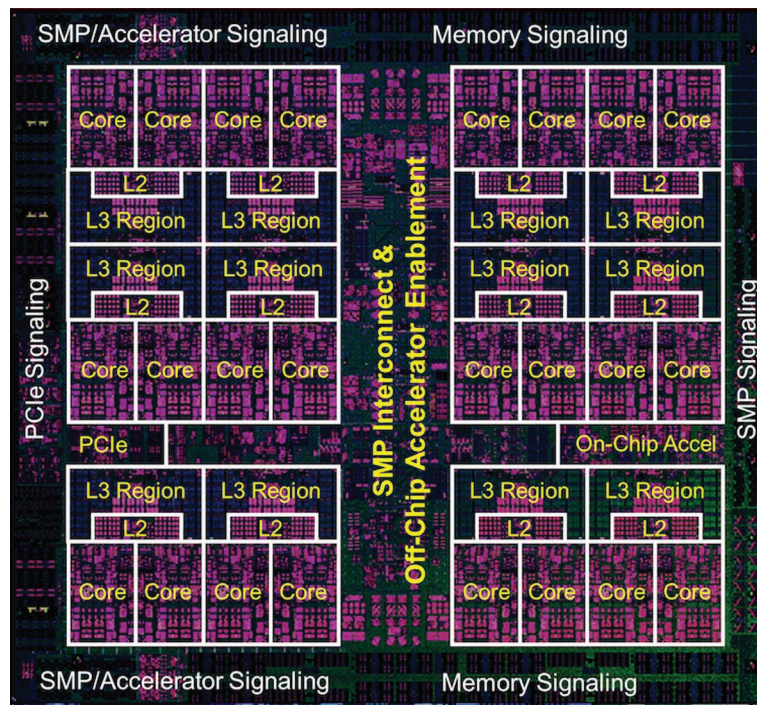 SMP/Accelerator Signaling
Memory Signaling
Core Core Core Core
Core Core Core Core
L2 L2
L2 L2
L3 Region L3 Region
L3 Region L3 Region
L3 Region L3 Region
L3 Region L3 Region
L2 L2
L2 L2
Core Core Core Core
Core Core Core Core
PCIe Signaling
SMP Interconnect &
Off-Chip Accelerator Enablement
SMP Signaling
PCIe
On-Chip Accel
L3 Region L3 Region
L3 Region L3 Region
L2 L2
L2 L2
Core Core Core Core
Core Core Core Core
SMP/Accelerator Signaling
Memory Signaling